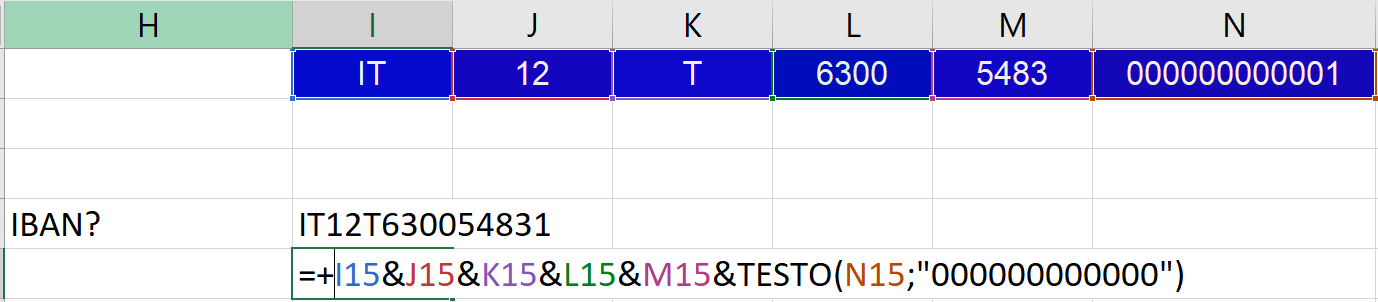 H I J K L M N
IT 12 T 6300 5483 000000000001
IBAN? IT12T630054831
=+I15&J15&K15&L15&M15&TESTO(N15;"000000000000")